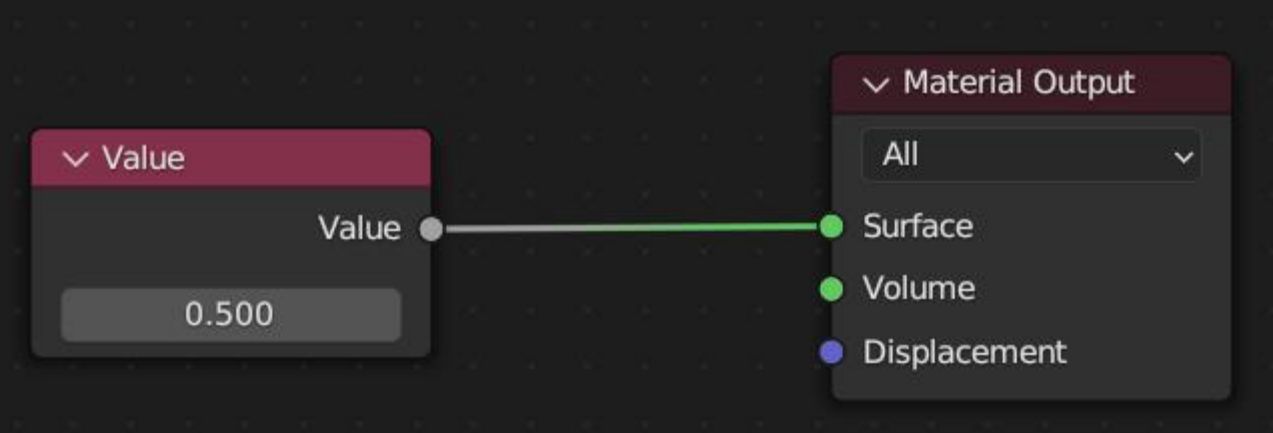 Value
Value
0.500
Material Output
All
Surface
Volume
Displacement